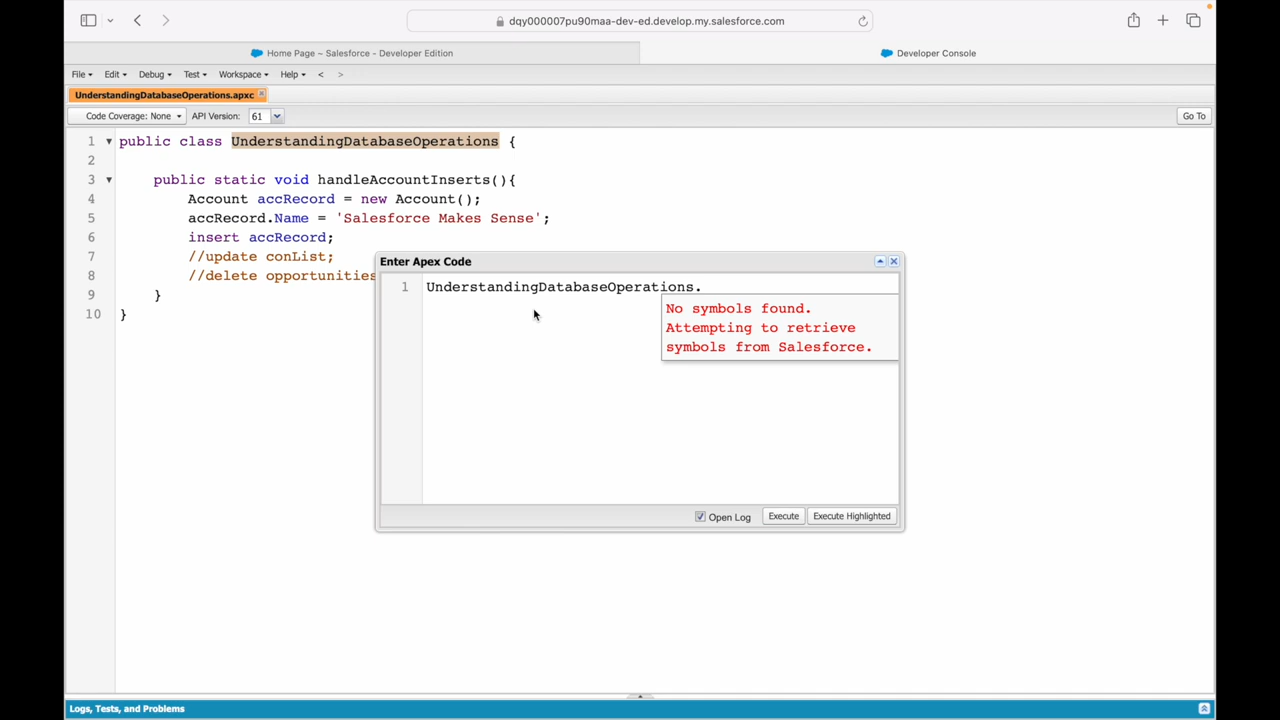 dqy000007pu90maa-dev-ed.develop.my.salesforce.com
Home Page ~ Salesforce - Developer Edition
Developer Console
File Edit Debug Test Workspace Help < >
UnderstandingDatabaseOperations.apxc
Code Coverage: None API Version: 61 Go To
1 public class UnderstandingDatabaseOperations {
2
3 public static void handleAccountInserts(){
4 Account accRecord = new Account();
5 accRecord.Name = 'Salesforce Makes Sense';
6 insert accRecord;
7 //update conList;
8 //delete opportunities
9 }
10 }
Enter Apex Code
1 UnderstandingDatabaseOperations.
No symbols found.
Attempting to retrieve
symbols from Salesforce.
Open Log Execute Execute Highlighted
Logs, Tests, and Problems